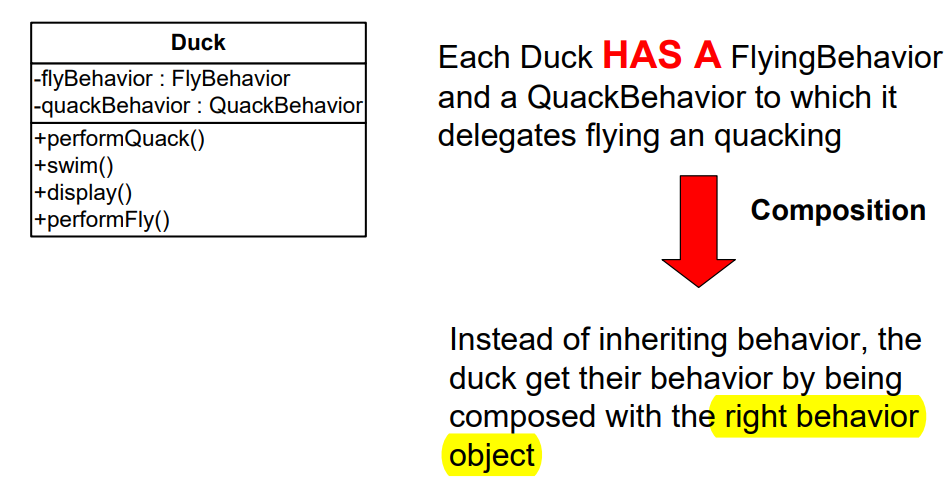 Duck
-flyBehavior : FlyBehavior
-quackBehavior : QuackBehavior
+performQuack()
+swim()
+display()
+performFly()
Each Duck HAS A FlyingBehavior
and a QuackBehavior to which it
delegates flying an quacking
Composition
Instead of inheriting behavior, the
duck get their behavior by being
composed with the right behavior
object